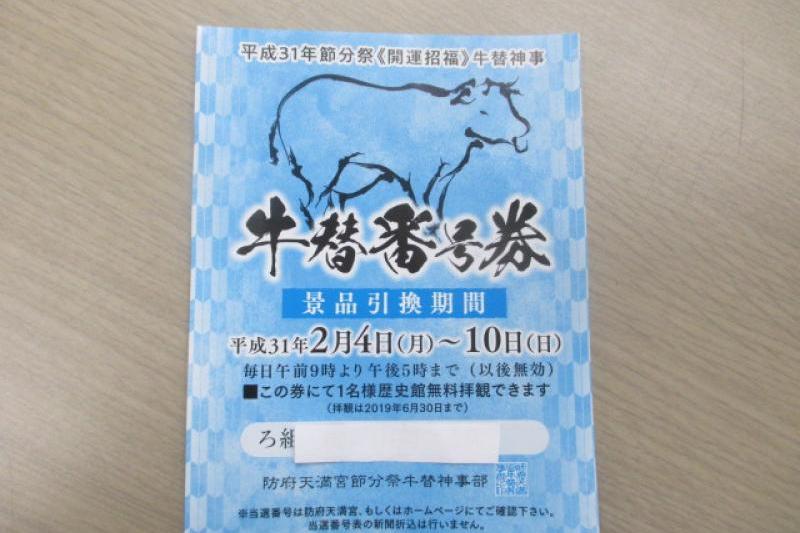 平成31年節分祭《開運招福》牛替神事
牛替番号券
景品引換期間
平成31年2月4日(月)～10日(日)
毎日午前9時より午後5時まで（以後無効）
■この券にて1名様歴史館無料拝観できます
（拝観は2019年6月30日まで）
ろ組
防府天満宮節分祭牛替神事部
※当選番号は防府天満宮、もしくはホームページにてご確認下さい。
当選番号表の新聞折込は行いません。